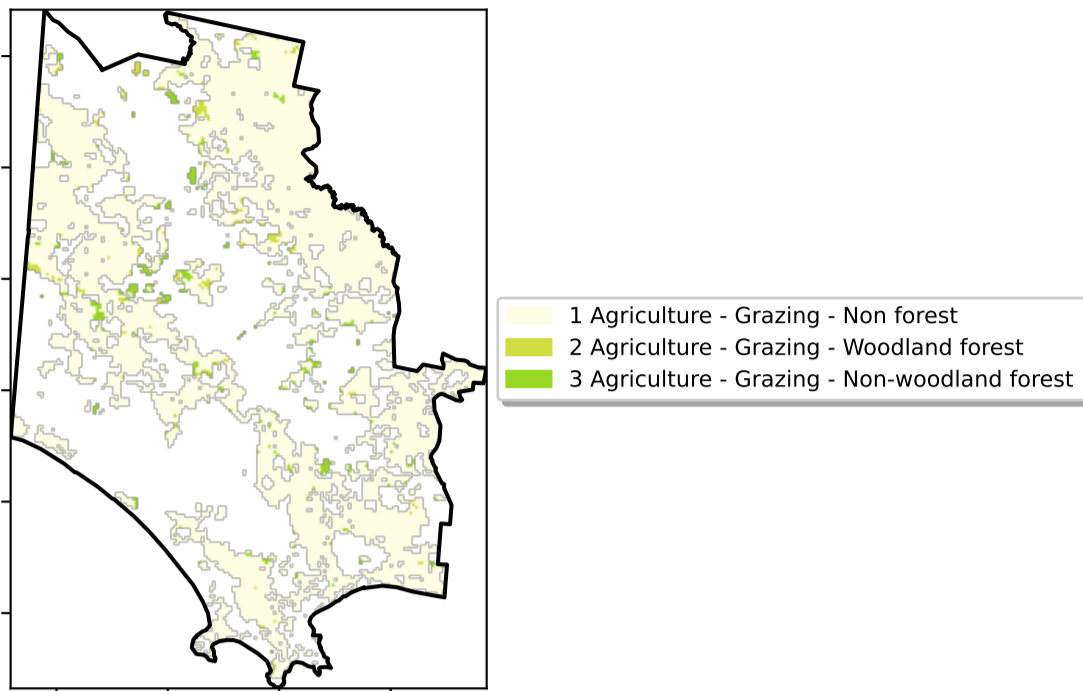 1 Agriculture - Grazing - Non forest
2 Agriculture - Grazing - Woodland forest
3 Agriculture - Grazing - Non-woodland forest